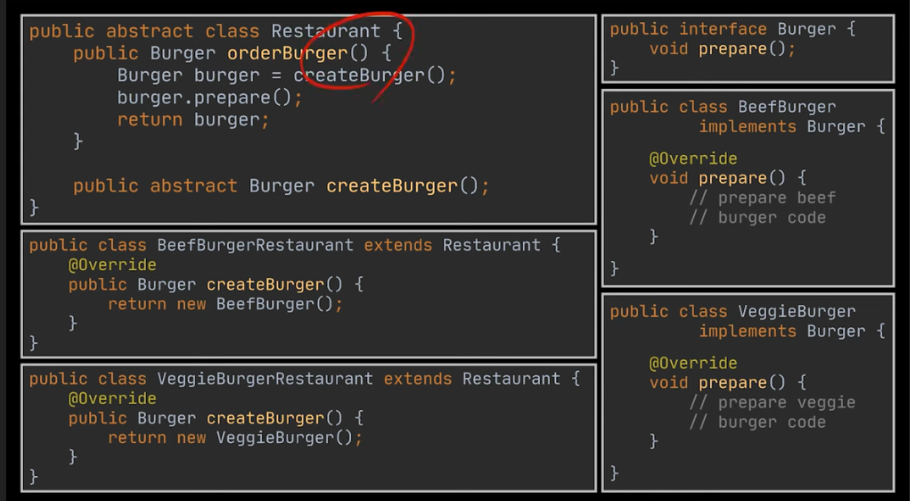 public abstract class Restaurant {
    public Burger orderBurger() {
        Burger burger = createBurger();
        burger.prepare();
        return burger;
    }
    public abstract Burger createBurger();
}
public class BeefBurgerRestaurant extends Restaurant {
    @Override
    public Burger createBurger() {
        return new BeefBurger();
    }
}
public class VeggieBurgerRestaurant extends Restaurant {
    @Override
    public Burger createBurger() {
        return new VeggieBurger();
    }
}
public interface Burger {
    void prepare();
}
public class BeefBurger
         implements Burger {
    @Override
    void prepare() {
        // prepare beef
        // burger code
    }
}
public class VeggieBurger
         implements Burger {
    @Override
    void prepare() {
        // prepare veggie
        // burger code
    }
}